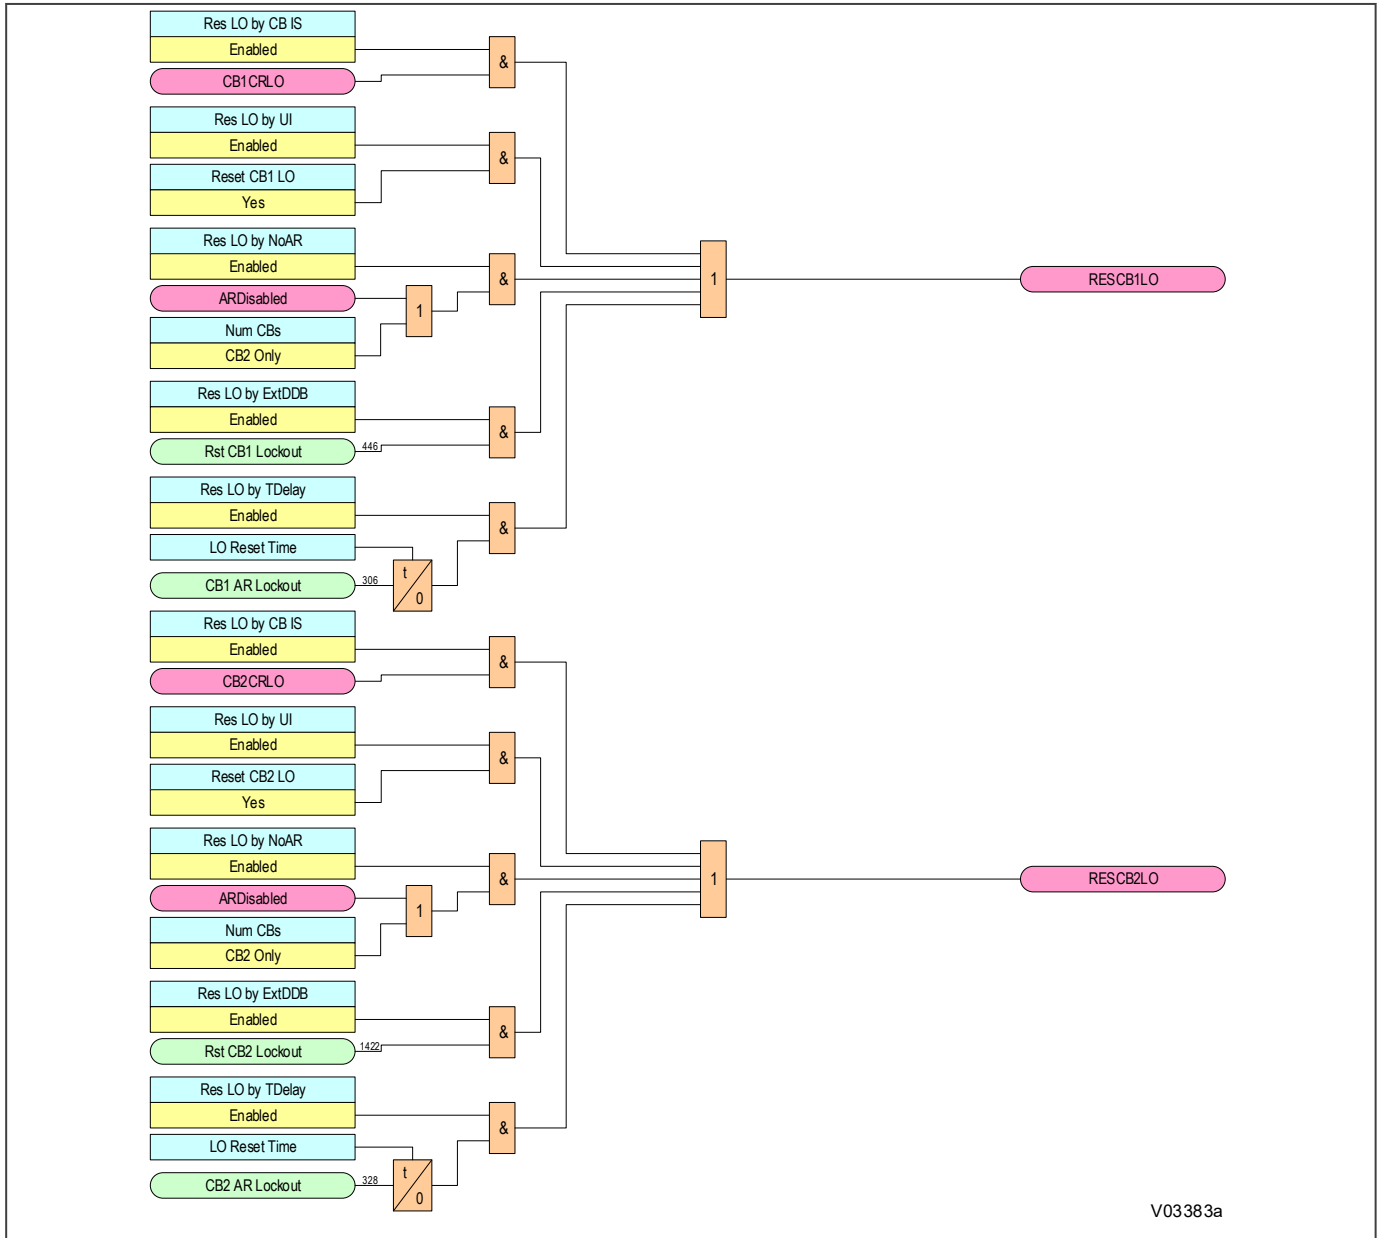 Res LO by CB IS
Enabled
&
CB1CRLO
Res LO by UI
Enabled
&
Reset CB1 LO
Yes
Res LO by NoAR
Enabled
&
1
RESCB1LO
ARDisabled
1
Num CBs
CB2 Only
Res LO by ExtDDB
Enabled
&
Rst CB1 Lockout
446
Res LO by TDelay
Enabled
&
LO Reset Time
t
CB1 AR Lockout
306
0
Res LO by CB IS
Enabled
&
CB2CRLO
Res LO by UI
Enabled
&
Reset CB2 LO
Yes
Res LO by NoAR
Enabled
&
1
RESCB2LO
ARDisabled
1
Num CBs
CB2 Only
Res LO by ExtDDB
Enabled
&
Rst CB2 Lockout
1422
Res LO by TDelay
Enabled
&
LO Reset Time
t
CB2 AR Lockout
328
0
V03383a